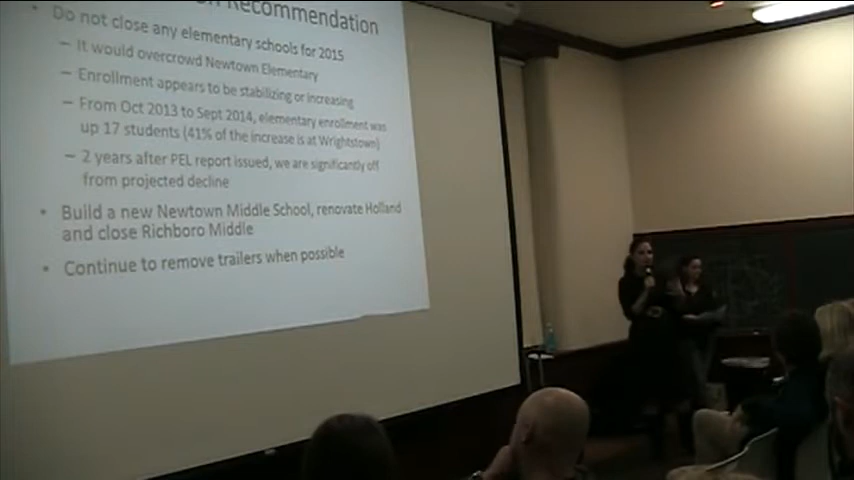 Recommendation
• Do not close any elementary schools for 2015
– It would overcrowd Newtown Elementary
– Enrollment appears to be stabilizing or increasing
– From Oct 2013 to Sept 2014, elementary enrollment was
up 17 students (41% of the increase is at Wrightstown)
– 2 years after PEL report issued, we are significantly off
from projected decline
• Build a new Newtown Middle School, renovate Holland
and close Richboro Middle
• Continue to remove trailers when possible